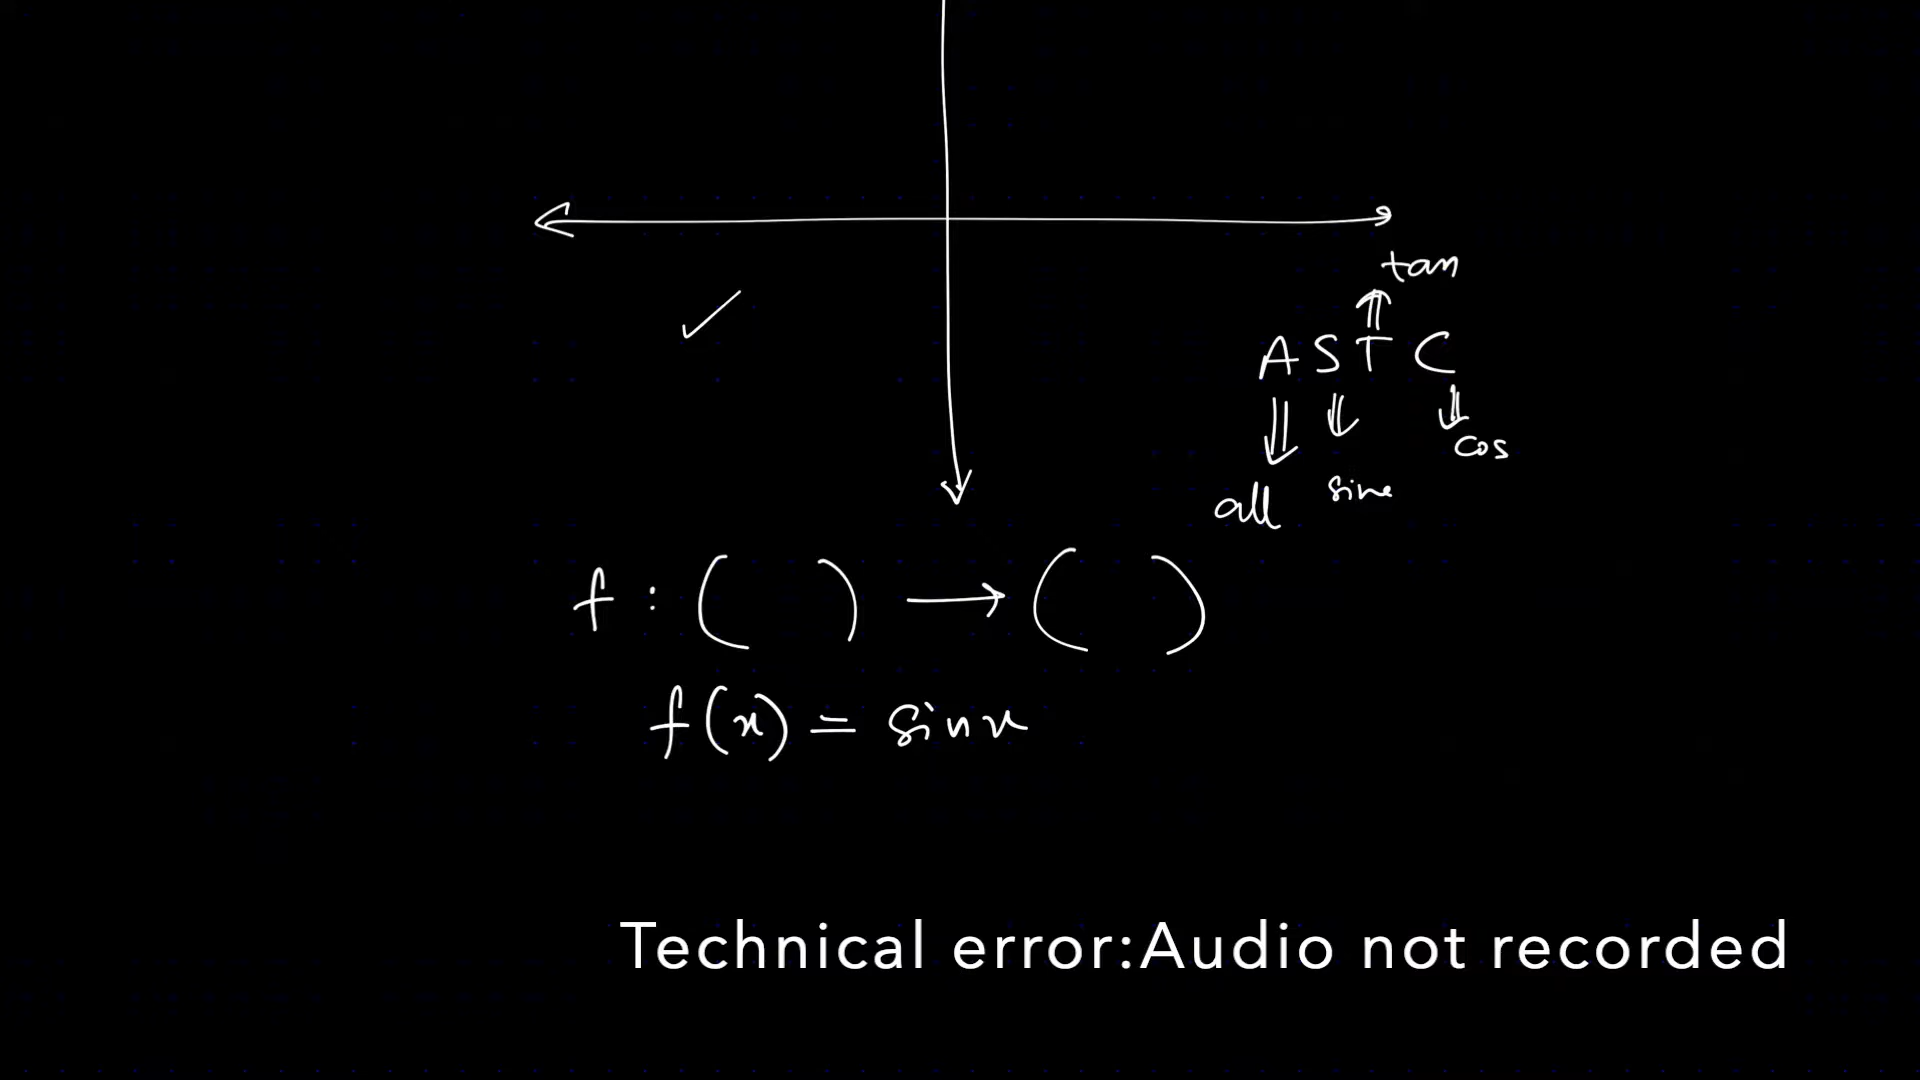 tan
A S T C
cos
all sine
f : ( ) → ( )
f(x) = sinx
Technical error:Audio not recorded